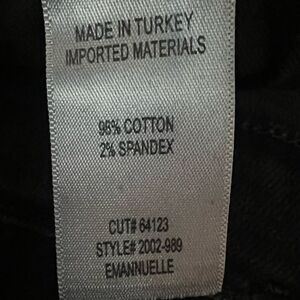 MADE IN TURKEY
IMPORTED MATERIALS
98% COTTON
2% SPANDEX
CUT# 64123
STYLE# 2002-989
EMANNUELLE